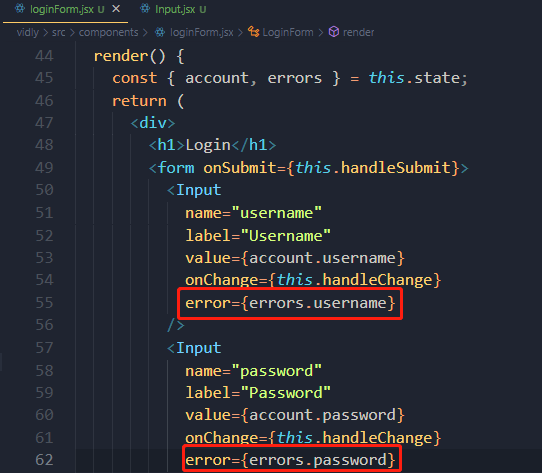 loginForm.jsx U × Input.jsx U
vidly > src > components > loginForm.jsx > LoginForm > render
44 render() {
45 const { account, errors } = this.state;
46 return (
47 <div>
48 <h1>Login</h1>
49 <form onSubmit={this.handleSubmit}>
50 <Input
51 name="username"
52 label="Username"
53 value={account.username}
54 onChange={this.handleChange}
55 error={errors.username}
56 />
57 <Input
58 name="password"
59 label="Password"
60 value={account.password}
61 onChange={this.handleChange}
62 error={errors.password}